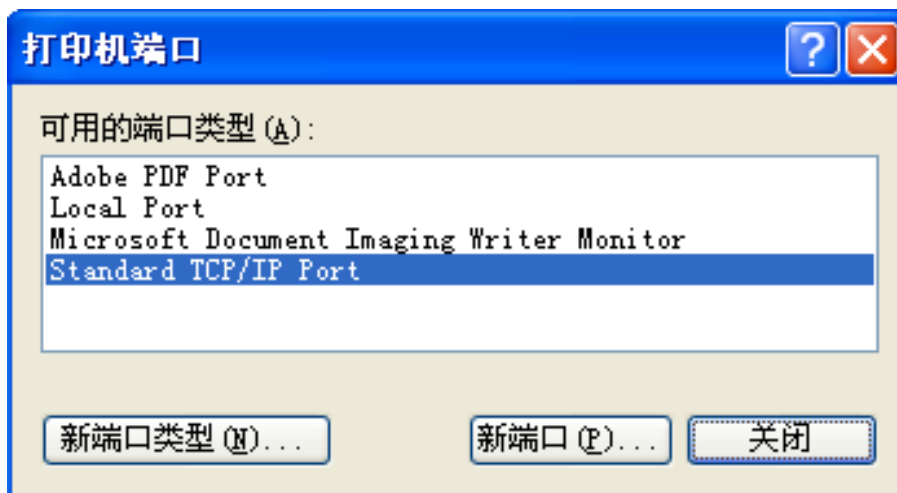 打印机端口
可用的端口类型(A):
Adobe PDF Port
Local Port
Microsoft Document Imaging Writer Monitor
Standard TCP/IP Port
新端口类型(N)... 新端口(P)... 关闭